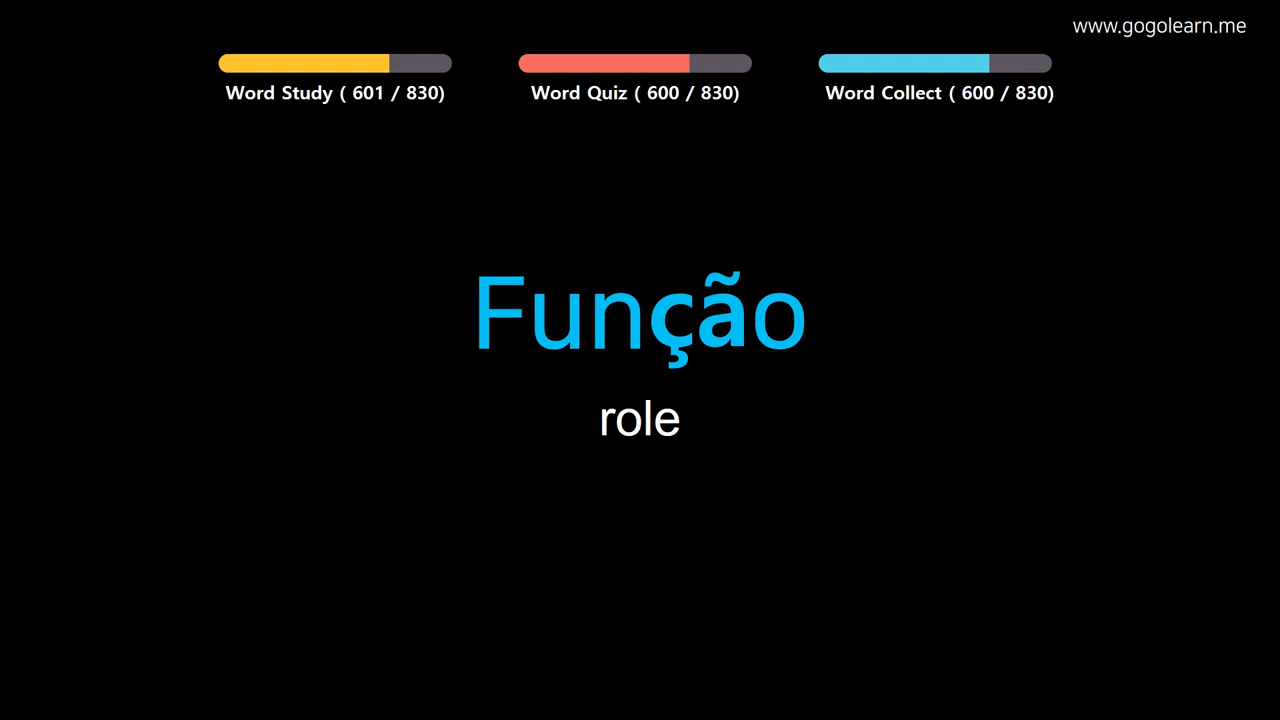 www.gogolearn.me
Word Study ( 601 / 830)
Word Quiz ( 600 / 830)
Word Collect ( 600 / 830)
Função
role